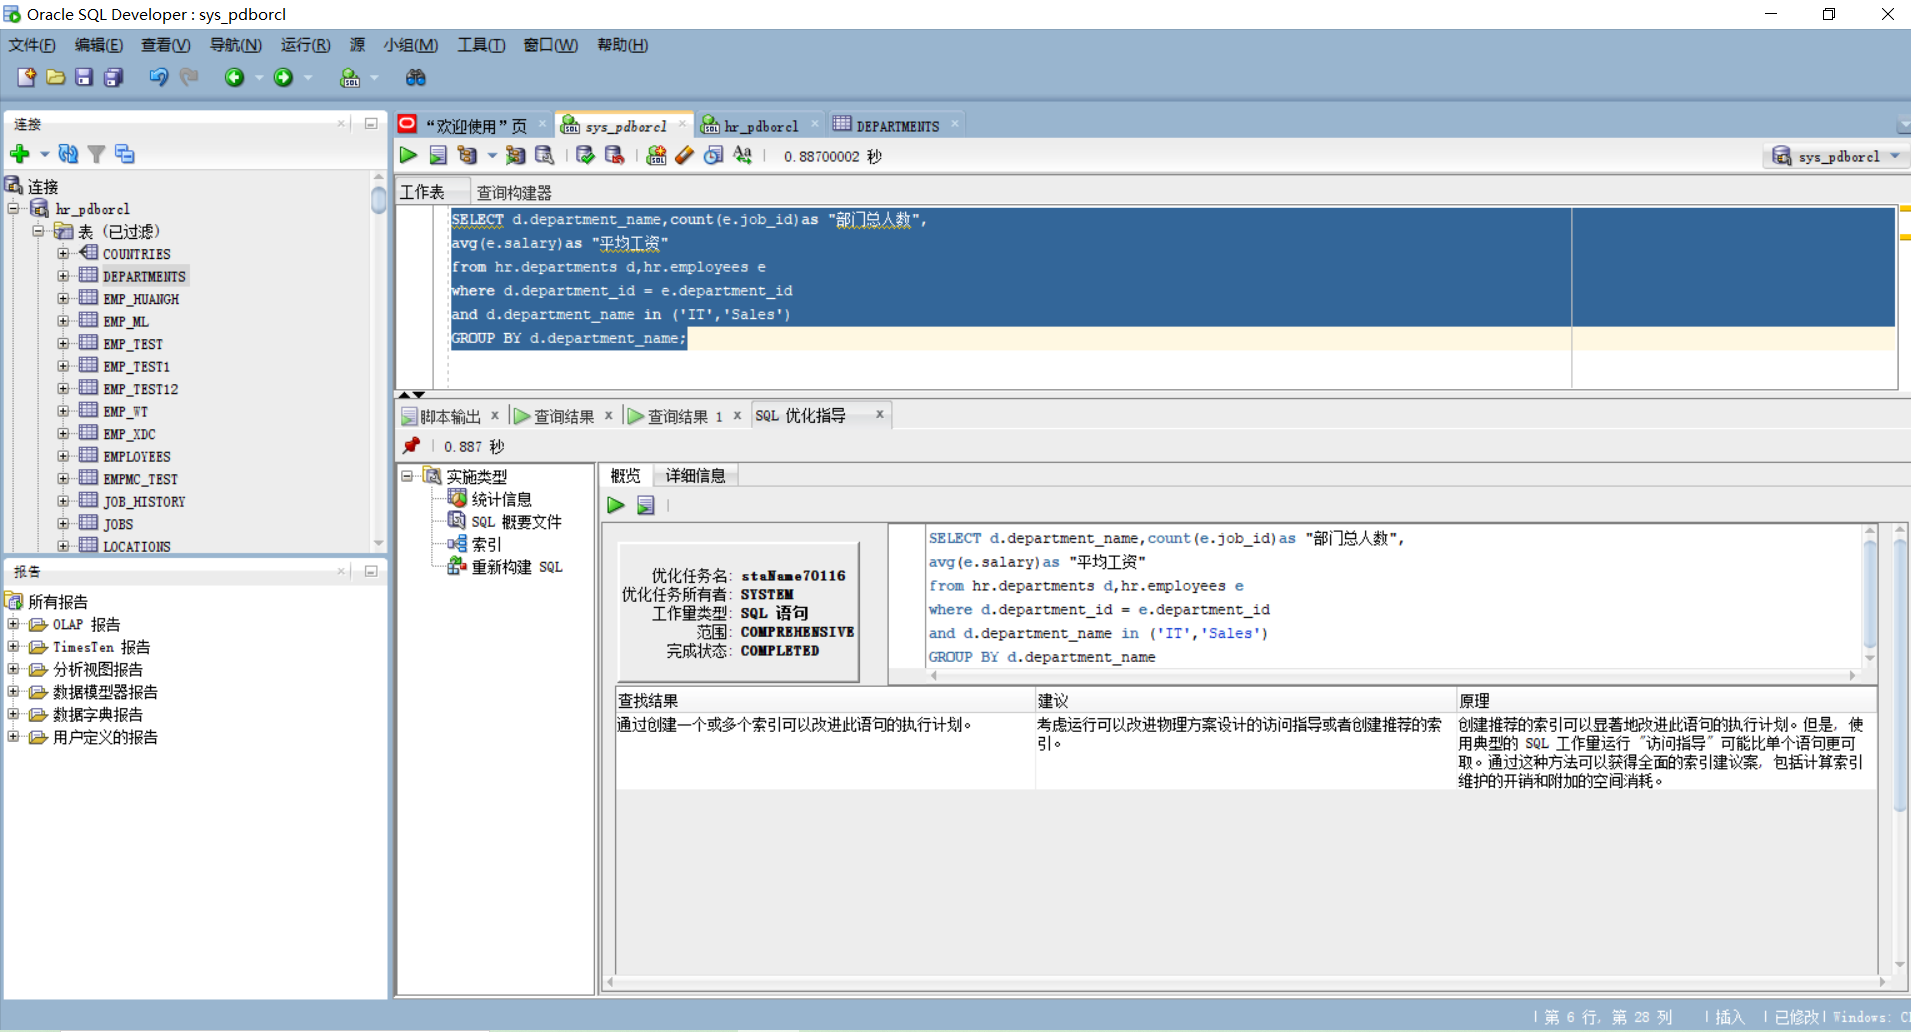 Oracle SQL Developer : sys_pdborcl
文件(F) 编辑(E) 查看(V) 导航(N) 运行(R) 源 小组(M) 工具(T) 窗口(W) 帮助(H)
连接
连接
hr_pdborcl
表 (已过滤)
COUNTRIES
DEPARTMENTS
EMP_HUANGH
EMP_ML
EMP_TEST
EMP_TEST1
EMP_TEST12
EMP_WT
EMP_XDC
EMPLOYEES
EMPMC_TEST
JOB_HISTORY
JOBS
LOCATIONS
报告
所有报告
OLAP 报告
TimesTen 报告
分析视图报告
数据模型器报告
数据字典报告
用户定义的报告
“欢迎使用”页 sys_pdborcl hr_pdborcl DEPARTMENTS
0.88700002 秒 sys_pdborcl
工作表 查询构建器
SELECT d.department_name,count(e.job_id)as "部门总人数",
avg(e.salary)as "平均工资"
from hr.departments d,hr.employees e
where d.department_id = e.department_id
and d.department_name in ('IT','Sales')
GROUP BY d.department_name;
脚本输出 查询结果 查询结果 1 SQL 优化指导
0.887 秒
实施类型
统计信息
SQL 概要文件
索引
重新构建 SQL
概览 详细信息
优化任务名: staName70116
优化任务所有者: SYSTEM
工作量类型: SQL 语句
范围: COMPREHENSIVE
完成状态: COMPLETED
SELECT d.department_name,count(e.job_id)as "部门总人数",
avg(e.salary)as "平均工资"
from hr.departments d,hr.employees e
where d.department_id = e.department_id
and d.department_name in ('IT','Sales')
GROUP BY d.department_name
查找结果 建议 原理
通过创建一个或多个索引可以改进此语句的执行计划。
考虑运行可以改进物理方案设计的访问指导或者创建推荐的索
引。
创建推荐的索引可以显著地改进此语句的执行计划。但是, 使
用典型的 SQL 工作量运行 "访问指导" 可能比单个语句更可
取。通过这种方法可以获得全面的索引建议案, 包括计算索引
维护的开销和附加的空间消耗。
第 6 行, 第 28 列 插入 已修改 Windows: C